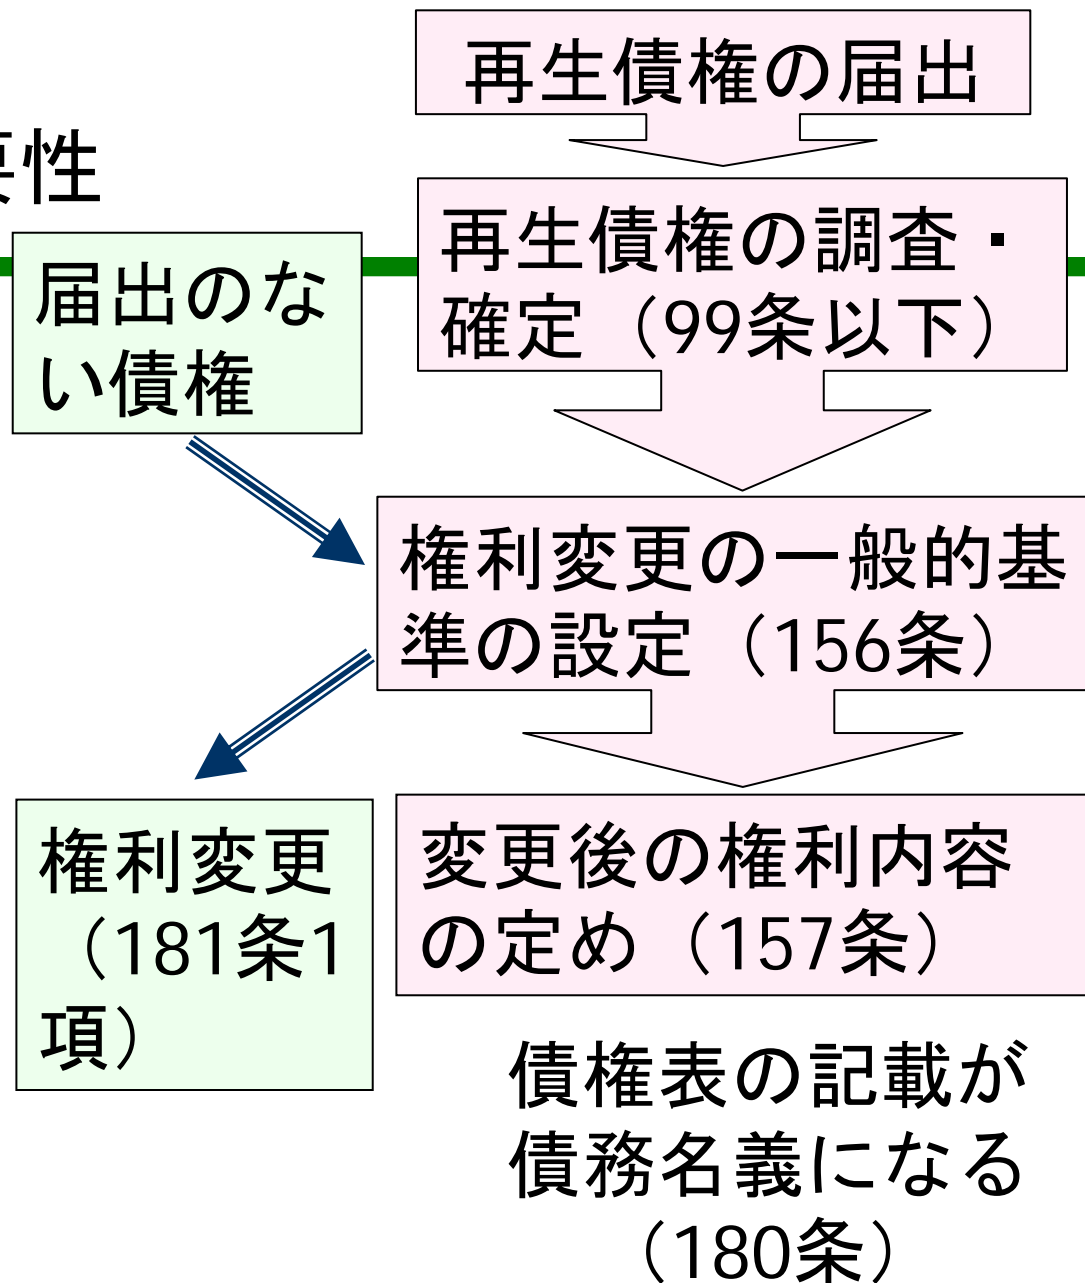 再生債権の届出
要性
再生債権の調査・
確定（99条以下）
届出のな
い債権
権利変更の一般的基
準の設定（156条）
権利変更
（181条1
項）
変更後の権利内容
の定め（157条）
債権表の記載が
債務名義になる
（180条）